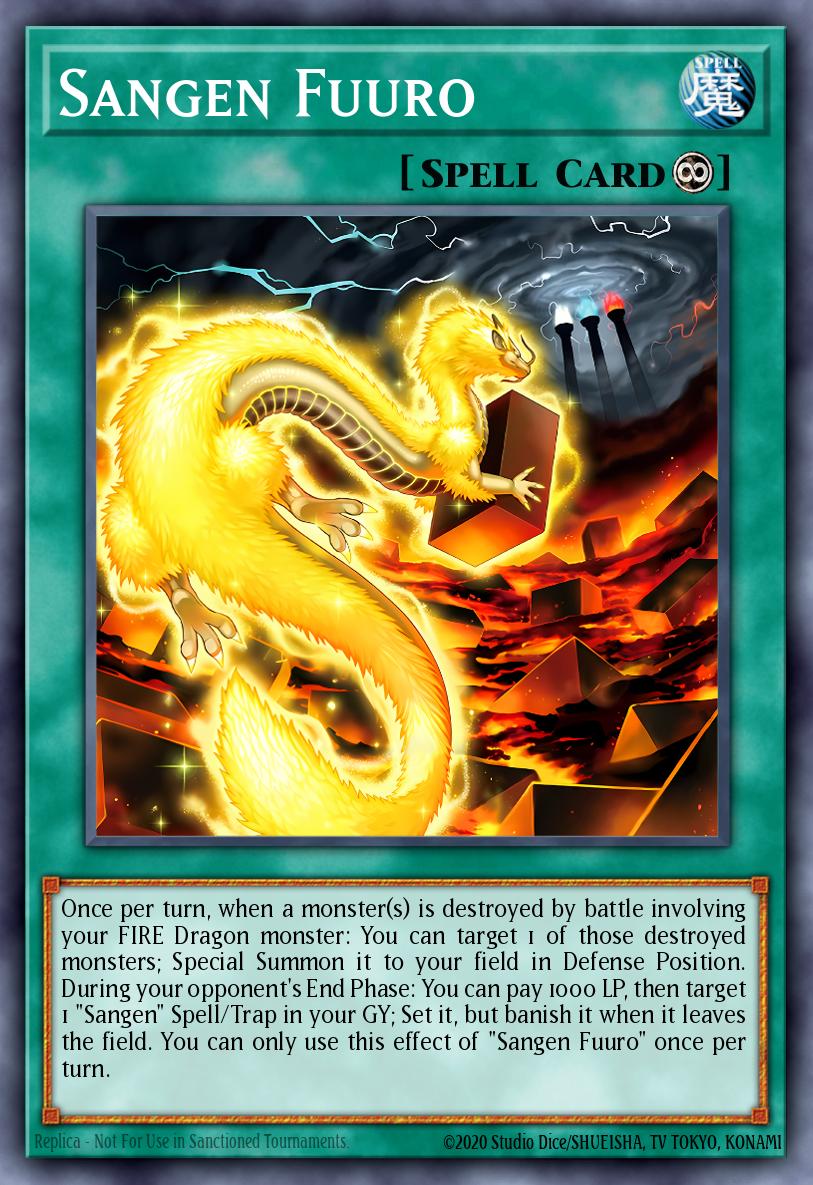 Sangen Fuuro
SPELL
魔
[Spell Card]
Once per turn, when a monster(s) is destroyed by battle involving
your FIRE Dragon monster: You can target 1 of those destroyed
monsters; Special Summon it to your field in Defense Position.
During your opponent's End Phase: You can pay 1000 LP, then target
1 "Sangen" Spell/Trap in your GY; Set it, but banish it when it leaves
the field. You can only use this effect of "Sangen Fuuro" once per
turn.
Replica - Not For Use in Sanctioned Tournaments.
©2020 Studio Dice/SHUEISHA, TV TOKYO, KONAMI